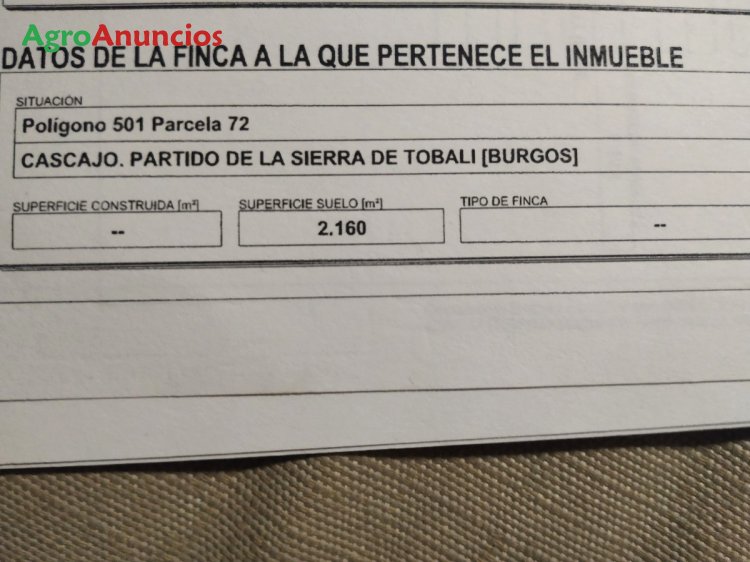 AgroAnuncios
DATOS DE LA FINCA A LA QUE PERTENECE EL INMUEBLE
SITUACIÓN
Polígono 501 Parcela 72
CASCAJO. PARTIDO DE LA SIERRA DE TOBALI [BURGOS]
SUPERFICIE CONSTRUIDA [m²] SUPERFICIE SUELO [m²] TIPO DE FINCA
-- 2.160 --